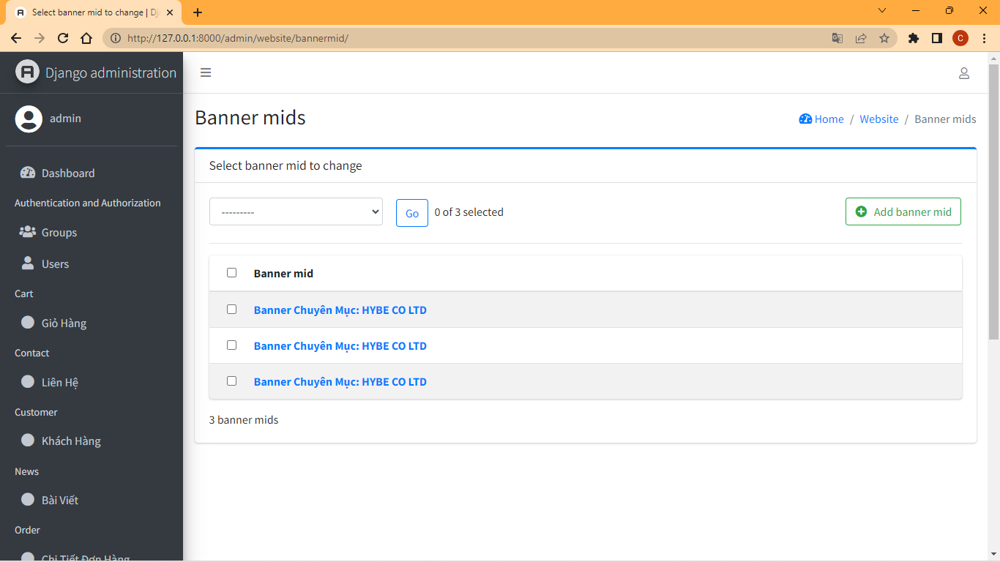 Select banner mid to change | Dj
http://127.0.0.1:8000/admin/website/bannermid/
C
Django administration
admin
Dashboard
Authentication and Authorization
Groups
Users
Cart
Giỏ Hàng
Contact
Liên Hệ
Customer
Khách Hàng
News
Bài Viết
Order
Chi Tiết Đơn Hàng
Banner mids
Home / Website / Banner mids
Select banner mid to change
---------
Go
0 of 3 selected
Add banner mid
Banner mid
Banner Chuyên Mục: HYBE CO LTD
Banner Chuyên Mục: HYBE CO LTD
Banner Chuyên Mục: HYBE CO LTD
3 banner mids